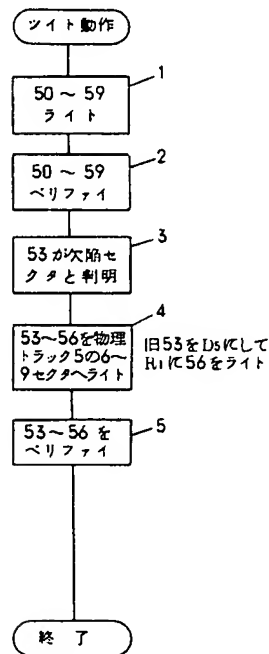 ツイト動作
1
50～59
ライト
2
50～59
ベリファイ
3
53が欠陥セ
クタと判明
4
53～56を物理
トラック5の6～
9セクタヘライト
旧53をDsにして
Riに56をライト
5
53～56を
ベリファイ
終了